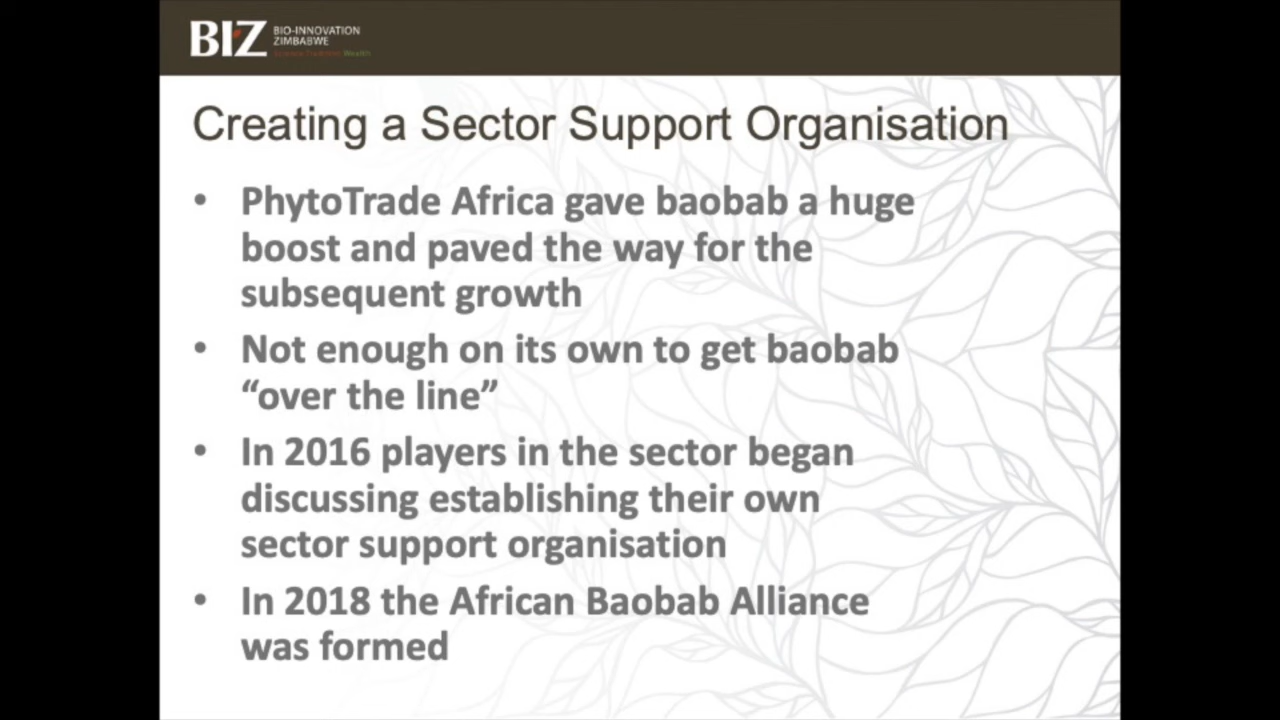 BIZ BIO-INNOVATION
ZIMBABWE
Creating a Sector Support Organisation
• PhytoTrade Africa gave baobab a huge
boost and paved the way for the
subsequent growth
• Not enough on its own to get baobab
“over the line”
• In 2016 players in the sector began
discussing establishing their own
sector support organisation
• In 2018 the African Baobab Alliance
was formed